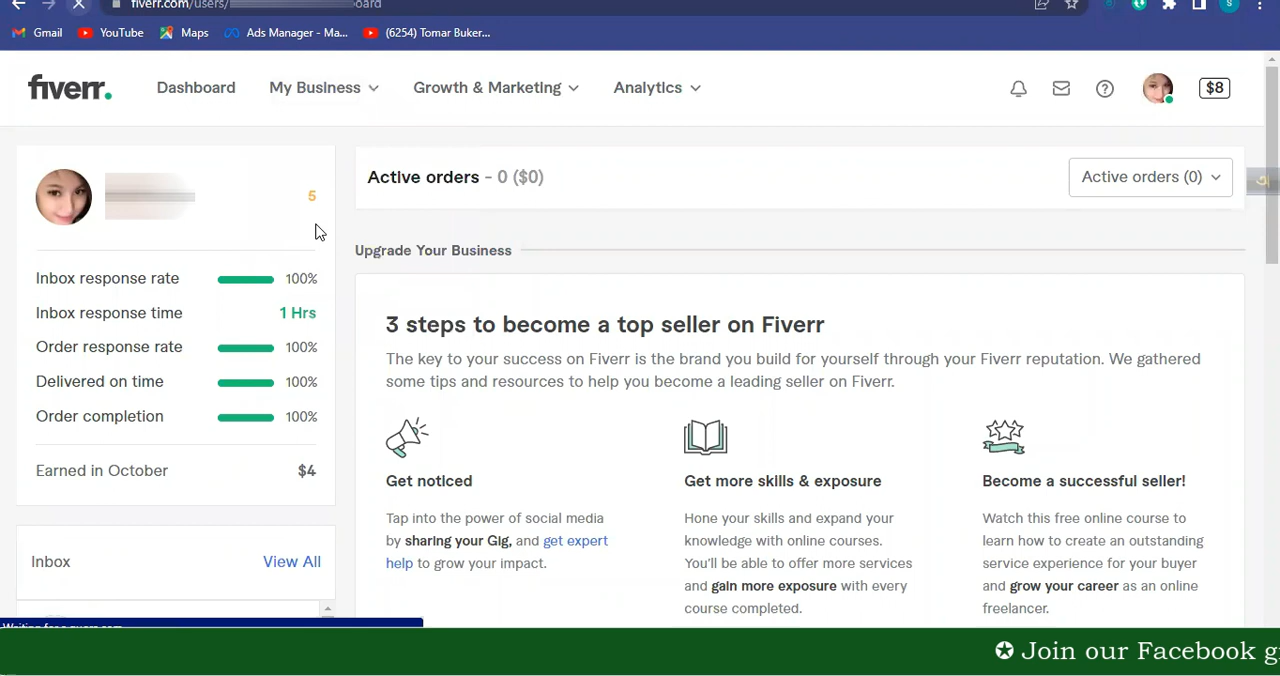 fiverr.com/users/
oard
S
Gmail
YouTube
Maps
Ads Manager - Ma...
(6254) Tomar Buker...
fiverr.
Dashboard
My Business
Growth & Marketing
Analytics
$8
5
Inbox response rate 100%
Inbox response time 1 Hrs
Order response rate 100%
Delivered on time 100%
Order completion 100%
Earned in October $4
Inbox View All
Active orders - 0 ($0)
Active orders (0)
Upgrade Your Business
3 steps to become a top seller on Fiverr
The key to your success on Fiverr is the brand you build for yourself through your Fiverr reputation. We gathered
some tips and resources to help you become a leading seller on Fiverr.
Get noticed
Tap into the power of social media
by sharing your Gig, and get expert
help to grow your impact.
Get more skills & exposure
Hone your skills and expand your
knowledge with online courses.
You'll be able to offer more services
and gain more exposure with every
course completed.
Become a successful seller!
Watch this free online course to
learn how to create an outstanding
service experience for your buyer
and grow your career as an online
freelancer.
✪ Join our Facebook g